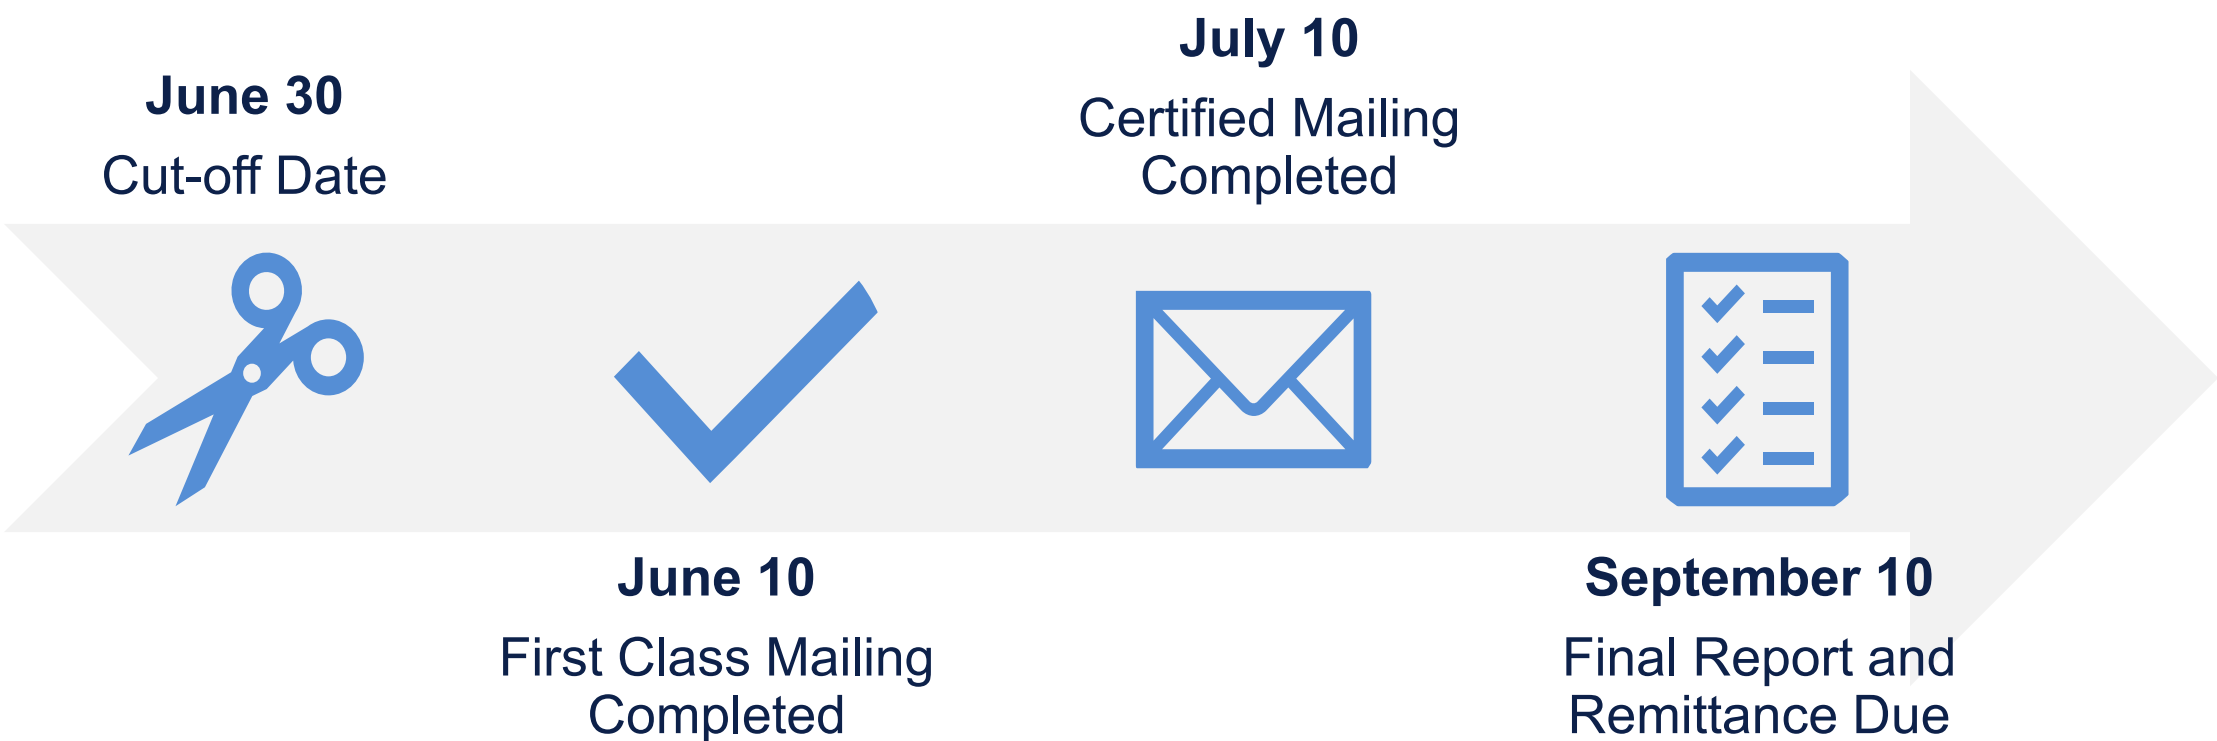 June 30
Cut-off Date
June 10
First Class Mailing
Completed
July 10
Certified Mailing
Completed
September 10
Final Report and
Remittance Due